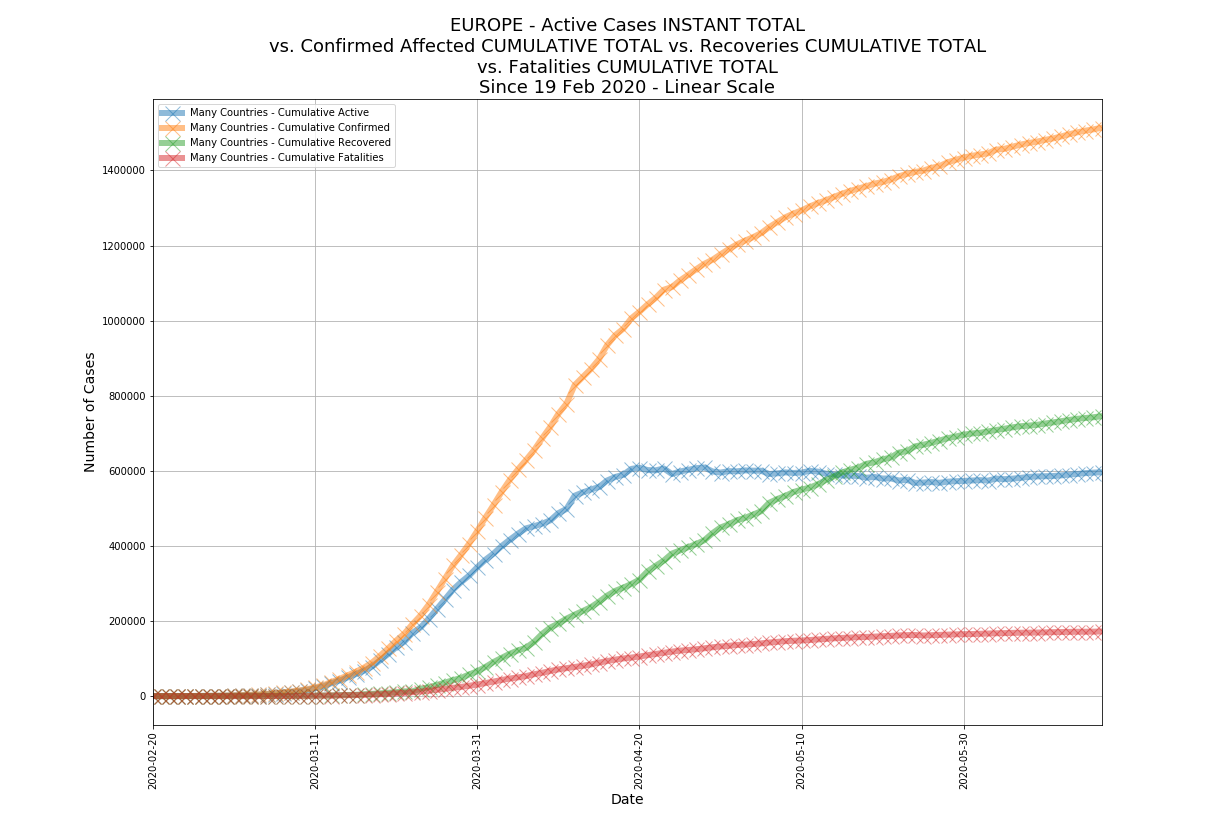 EUROPE - Active Cases INSTANT TOTAL
vs. Confirmed Affected CUMULATIVE TOTAL vs. Recoveries CUMULATIVE TOTAL
vs. Fatalities CUMULATIVE TOTAL
Since 19 Feb 2020 - Linear Scale
Many Countries - Cumulative Active
Many Countries - Cumulative Confirmed
Many Countries - Cumulative Recovered
Many Countries - Cumulative Fatalities
Number of Cases
1400000
1200000
1000000
800000
600000
400000
200000
0
2020-02-20
2020-03-11
2020-03-31
2020-04-20
2020-05-10
2020-05-30
Date